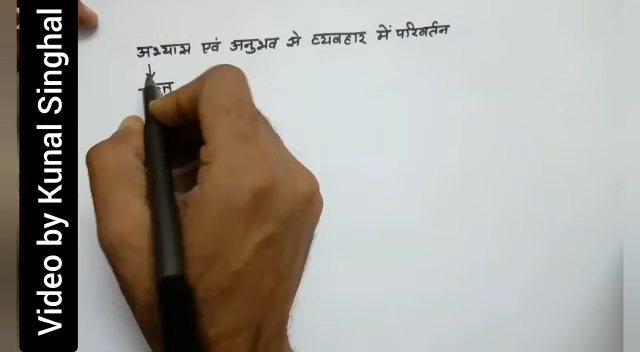 Video by Kunal Singhal
अभ्यास एवं अनुभव से व्यवहार में परिवर्तन